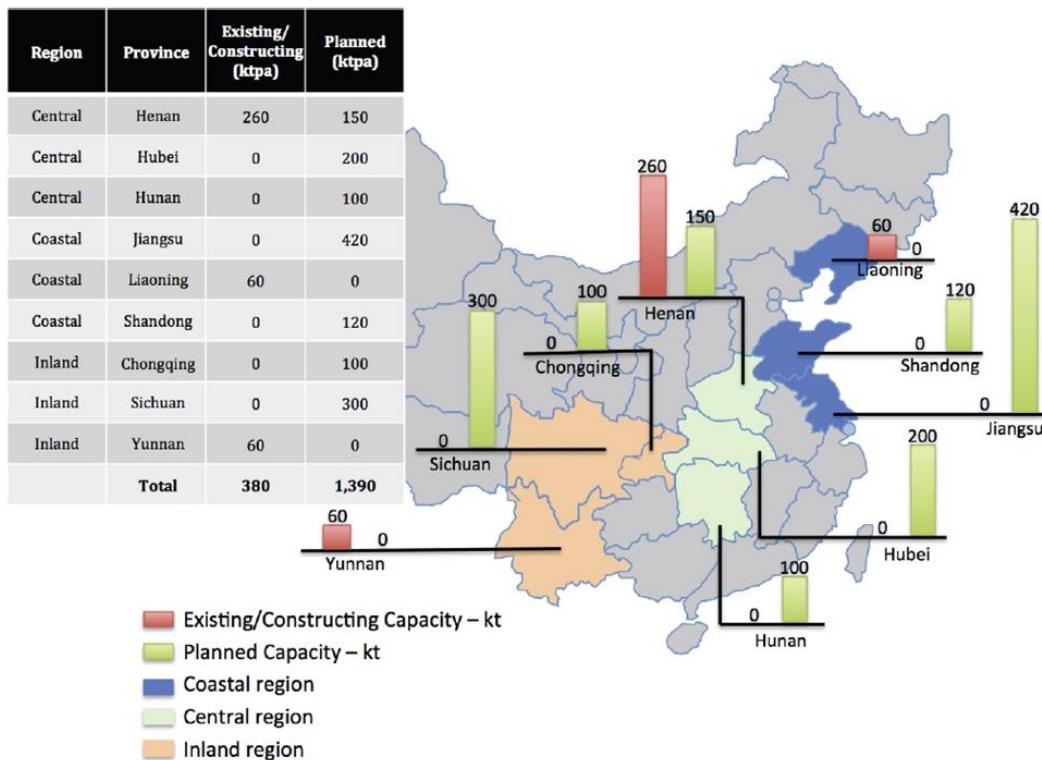 Region Province Existing/ Constructing (ktpa) Planned (ktpa)
Central Henan 260 150
Central Hubei 0 200
Central Hunan 0 100
Coastal Jiangsu 0 420
Coastal Liaoning 60 0
Coastal Shandong 0 120
Inland Chongqing 0 100
Inland Sichuan 0 300
Inland Yunnan 60 0
Total 380 1,390
260
150
Henan
60
0
Liaoning
420
0
Jiangsu
120
0
Shandong
100
0
Chongqing
300
0
Sichuan
200
0
Hubei
60
0
Yunnan
100
0
Hunan
Existing/Constructing Capacity – kt
Planned Capacity – kt
Coastal region
Central region
Inland region